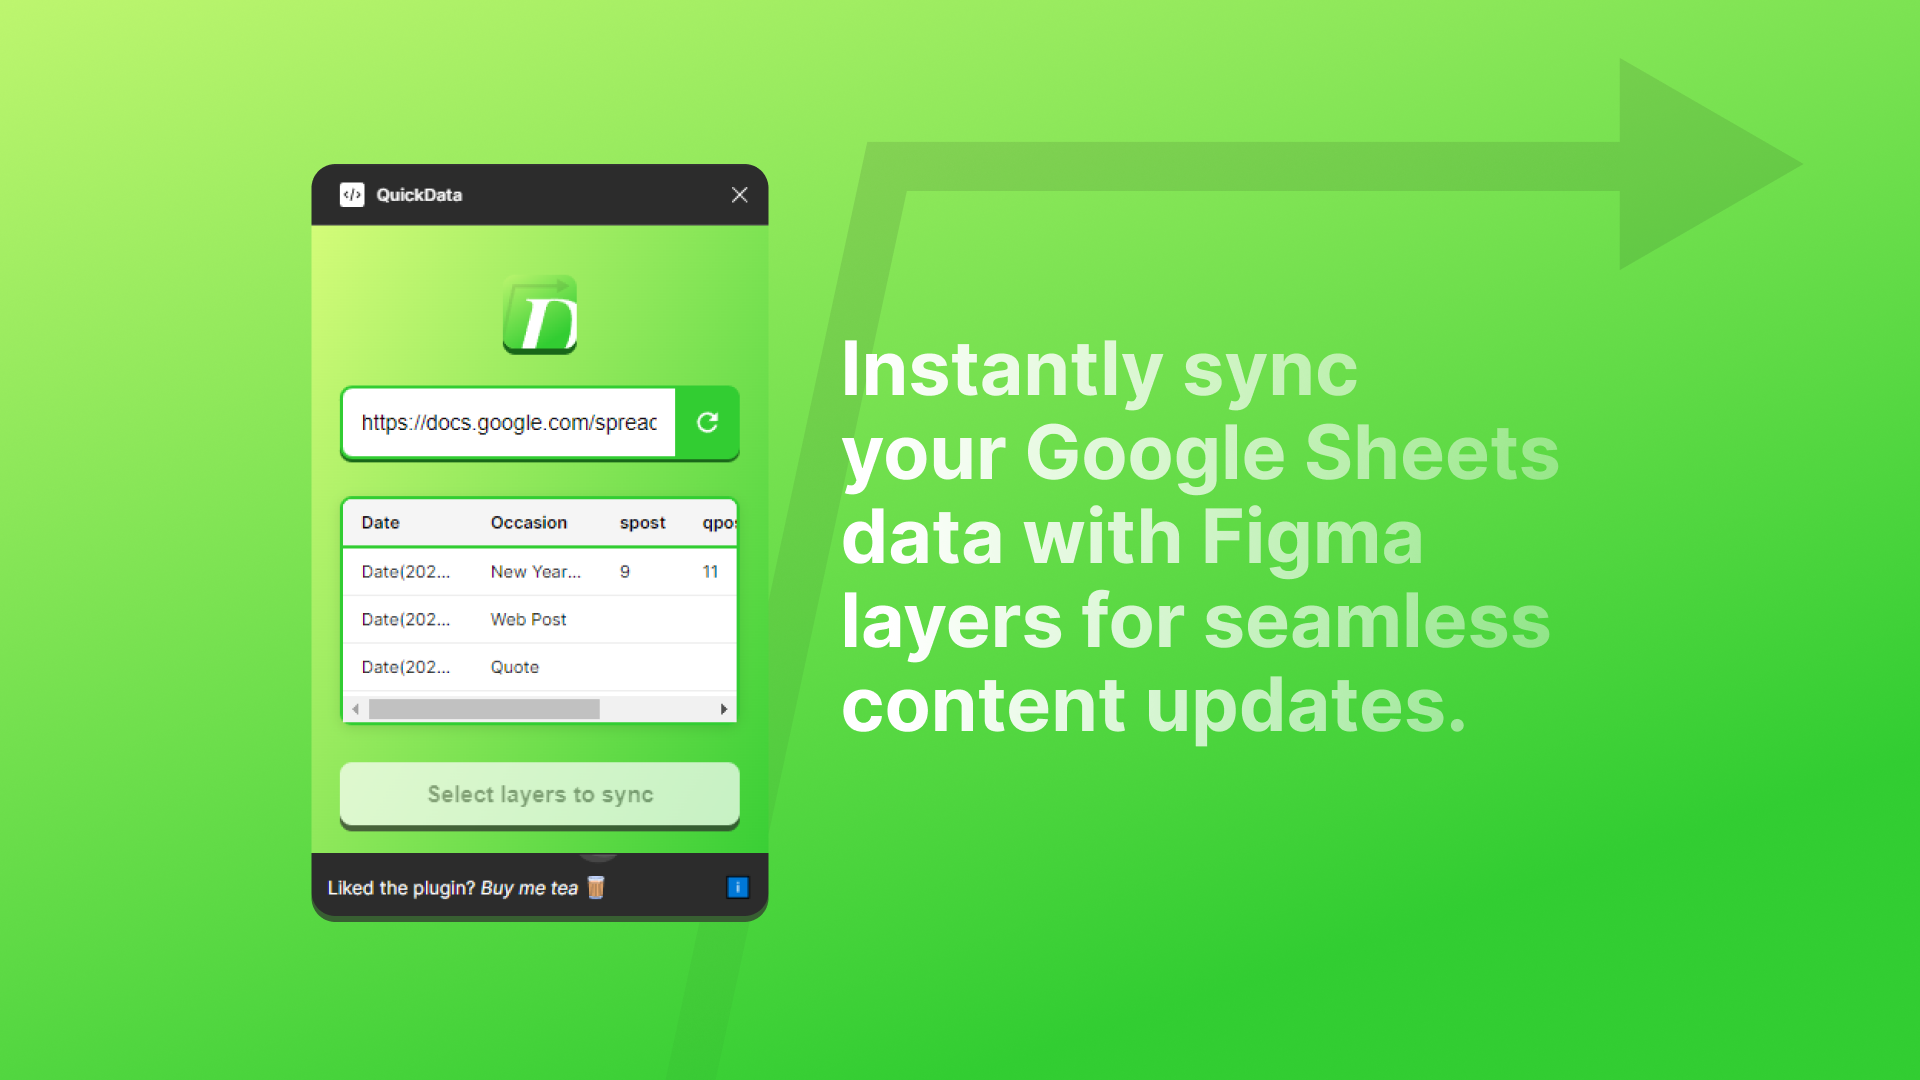 QuickData
D
https://docs.google.com/spreac
Date Occasion spost qpos
Date(202... New Year... 9 11
Date(202... Web Post
Date(202... Quote
Select layers to sync
Liked the plugin? Buy me tea
i
Instantly sync
your Google Sheets
data with Figma
layers for seamless
content updates.